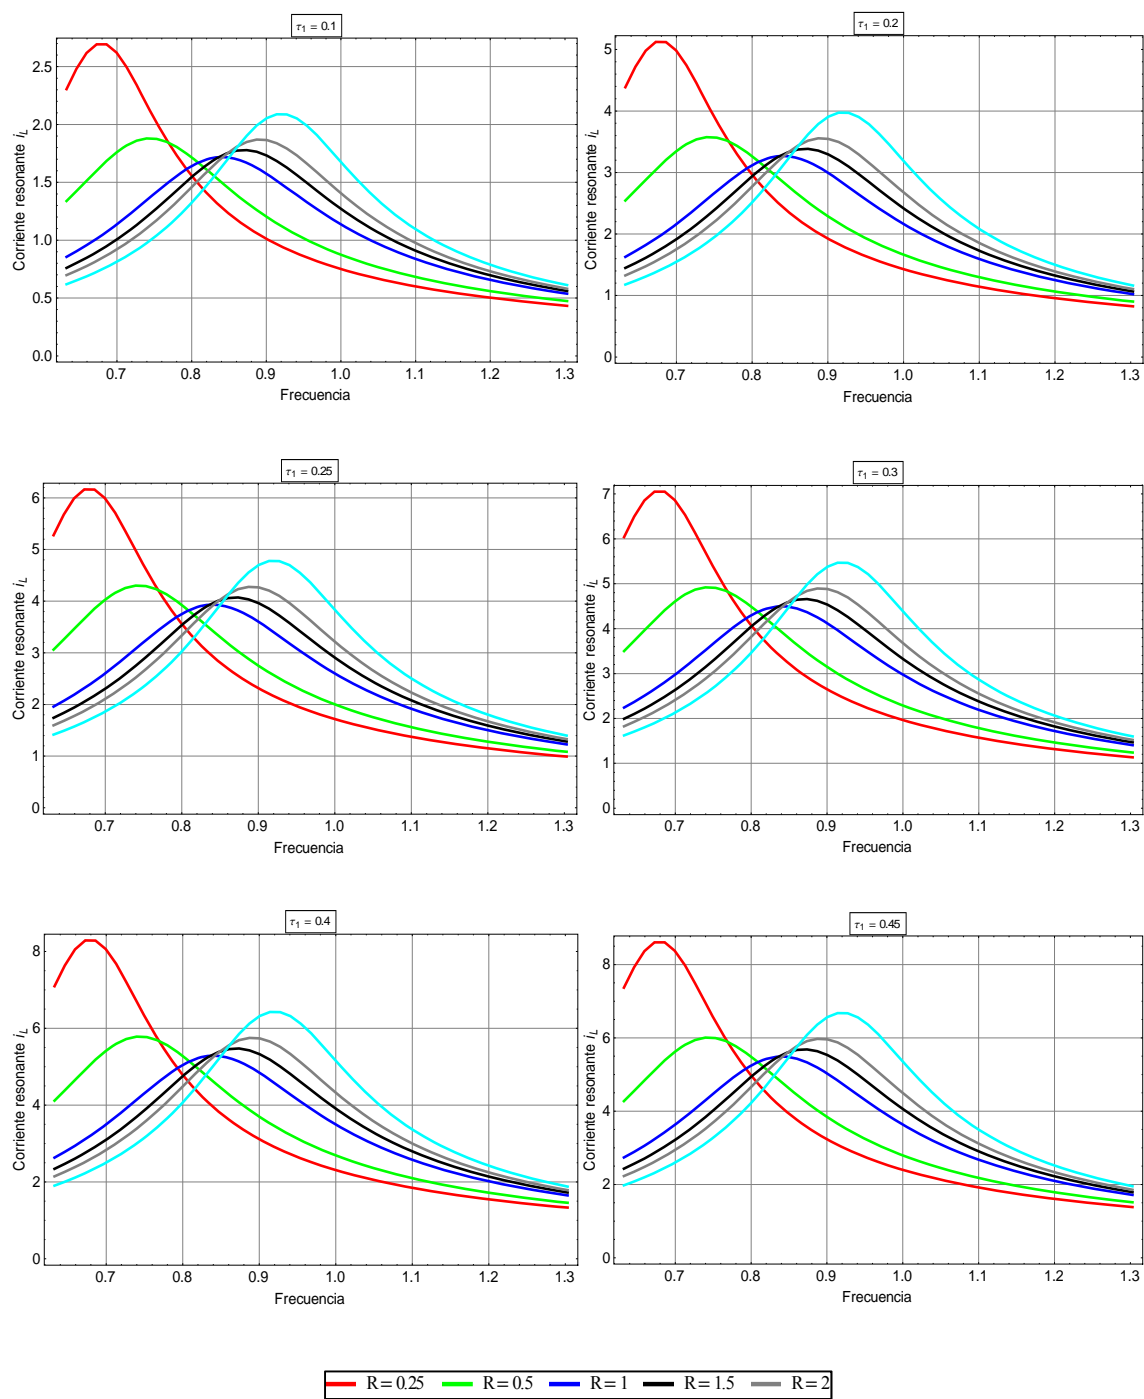 τ1 = 0.1
2.5
2.0
1.5
1.0
0.5
0.0
Corriente resonante iL
0.7 0.8 0.9 1.0 1.1 1.2 1.3
Frecuencia
τ1 = 0.2
5
4
3
2
1
0
Corriente resonante iL
0.7 0.8 0.9 1.0 1.1 1.2 1.3
Frecuencia
τ1 = 0.25
6
5
4
3
2
1
0
Corriente resonante iL
0.7 0.8 0.9 1.0 1.1 1.2 1.3
Frecuencia
τ1 = 0.3
7
6
5
4
3
2
1
0
Corriente resonante iL
0.7 0.8 0.9 1.0 1.1 1.2 1.3
Frecuencia
τ1 = 0.4
8
6
4
2
0
Corriente resonante iL
0.7 0.8 0.9 1.0 1.1 1.2 1.3
Frecuencia
τ1 = 0.45
8
6
4
2
0
Corriente resonante iL
0.7 0.8 0.9 1.0 1.1 1.2 1.3
Frecuencia
R = 0.25 R = 0.5 R = 1 R = 1.5 R = 2